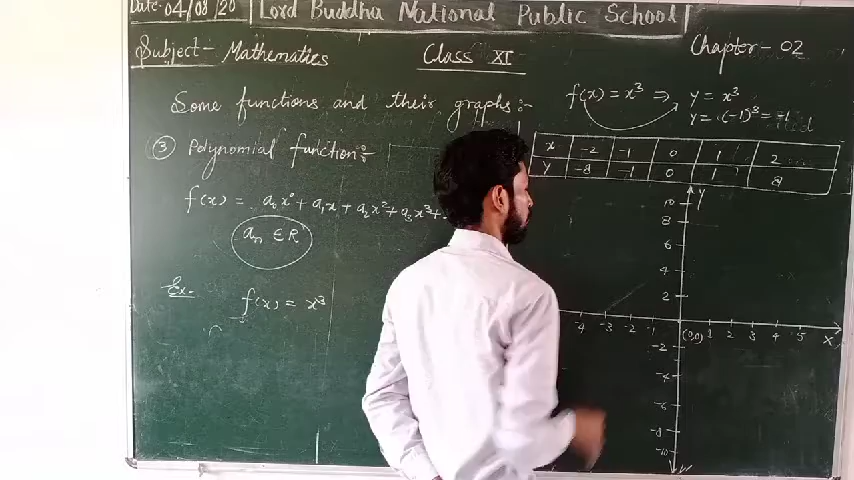 Date- 04/08/20 Lord Buddha National Public School
Subject - Mathematics Class XI Chapter - 02
Some functions and their graphs :-
③ Polynomial function :-
f(x) = a₀x⁰ + a₁x + a₂x² + a₃x³ +
aₙ ∈ R
Ex. f(x) = x³
f(x) = x³ ⇒ y = x³
y = (-1)³ = -1
x -2 -1 0 1 2
y -8 -1 0 1 8
Y
10
8
6
4
2
-4 -3 -2 -1 (0,0) 1 2 3 4 5 X
-2
-4
-6
-8
-10